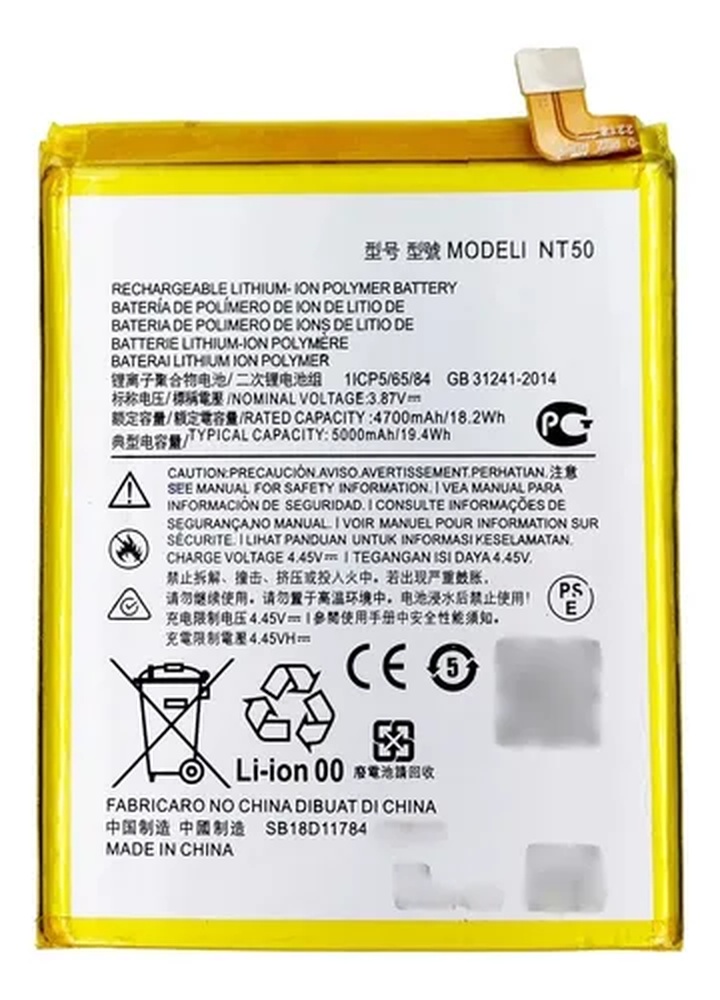 型号 型號 MODELI NT50
RECHARGEABLE LITHIUM- ION POLYMER BATTERY
BATERÍA DE POLÍMERO DE ION DE LITIO DE
BATERIA DE POLIMERO DE IONS DE LITIO DE
BATTERIE LITHIUM-ION POLYMÈRE
BATERAI LITHIUM ION POLYMER
锂离子聚合物电池/二次锂电池组 1ICP5/65/84 GB 31241-2014
标称电压/標稱電壓/NOMINAL VOLTAGE:3.87V⎓
额定容量/額定電容量/RATED CAPACITY :4700mAh/18.2Wh
典型电容量/TYPICAL CAPACITY: 5000mAh/19.4Wh
CAUTION:PRECAUCIÓN.AVISO.AVERTISSEMENT.PERHATIAN.注意
SEE MANUAL FOR SAFETY INFORMATION. I VEA MANUAL PARA
INFORMACIÓN DE SEGURIDAD. I CONSULTE INFORMAÇÕES DE
SEGURANÇA,NO MANUAL. I VOIR MANUEL POUR INFORMATION SUR
SÉCURITE. I LIHAT PANDUAN UNTUK INFORMASI KESELAMATAN.
CHARGE VOLTAGE 4.45V⎓ I TEGANGAN ISI DAYA 4.45V.
禁止拆解、撞击、挤压或投入火中。若出现严重鼓胀，
请勿继续使用。请勿置于高温环境中。电池浸水后禁止使用！
充电限制电压 4.45V⎓ I 參閱使用手册中安全性能须知。
充電限制電壓 4.45VH⎓
PS
E
CE
5
Li-ion 00
廢電池請回收
FABRICARO NO CHINA DIBUAT DI CHINA
中国制造 中國製造 SB18D11784
MADE IN CHINA